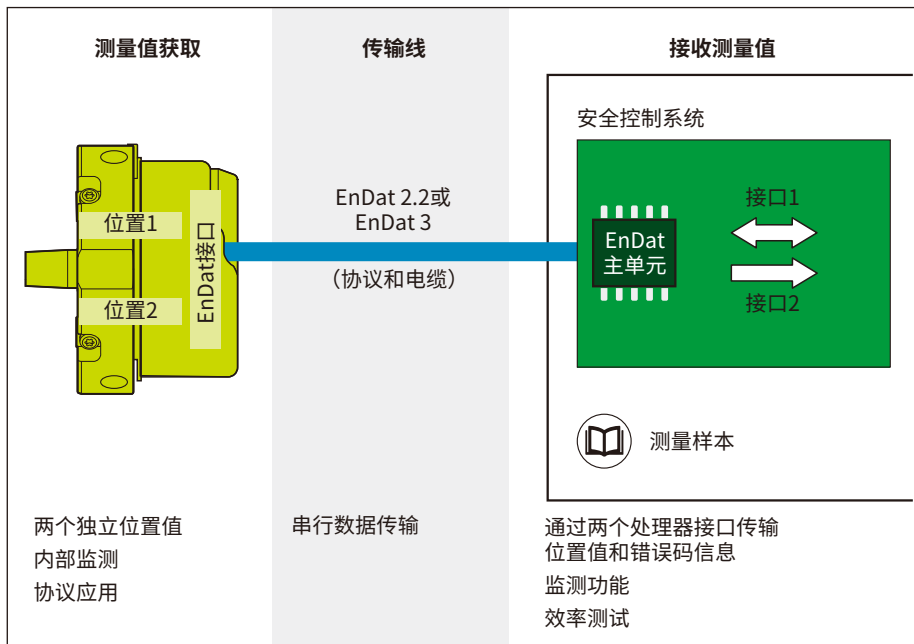 测量值获取
传输线
接收测量值
安全控制系统
位置1
位置2
EnDat接口
EnDat 2.2或
EnDat 3
（协议和电缆）
EnDat
主单元
接口1
接口2
测量样本
两个独立位置值
内部监测
协议应用
串行数据传输
通过两个处理器接口传输
位置值和错误码信息
监测功能
效率测试